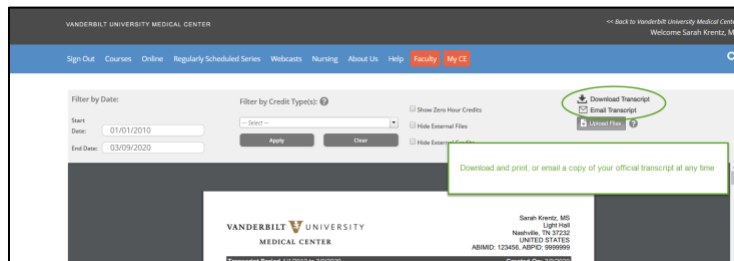 VANDERBILT UNIVERSITY MEDICAL CENTER
<< Back to Vanderbilt University Medical Cente
Welcome Sarah Krentz, M
Sign Out Courses Online Regularly Scheduled Series Webcasts Nursing About Us Help Faculty My CE
Filter by Date:
Start
Date: 01/01/2010
End Date: 03/09/2020
Filter by Credit Type(s):
-- Select --
Apply Clear
Show Zero Hour Credits
Hide External Files
Hide External Credits
Download Transcript
Email Transcript
Upload Files
Download and print, or email a copy of your official transcript at any time
VANDERBILT V UNIVERSITY
MEDICAL CENTER
Sarah Krentz, MS
Light Hall
Nashville, TN 37232
UNITED STATES
ABIMID: 123456, ABPID: 9999999